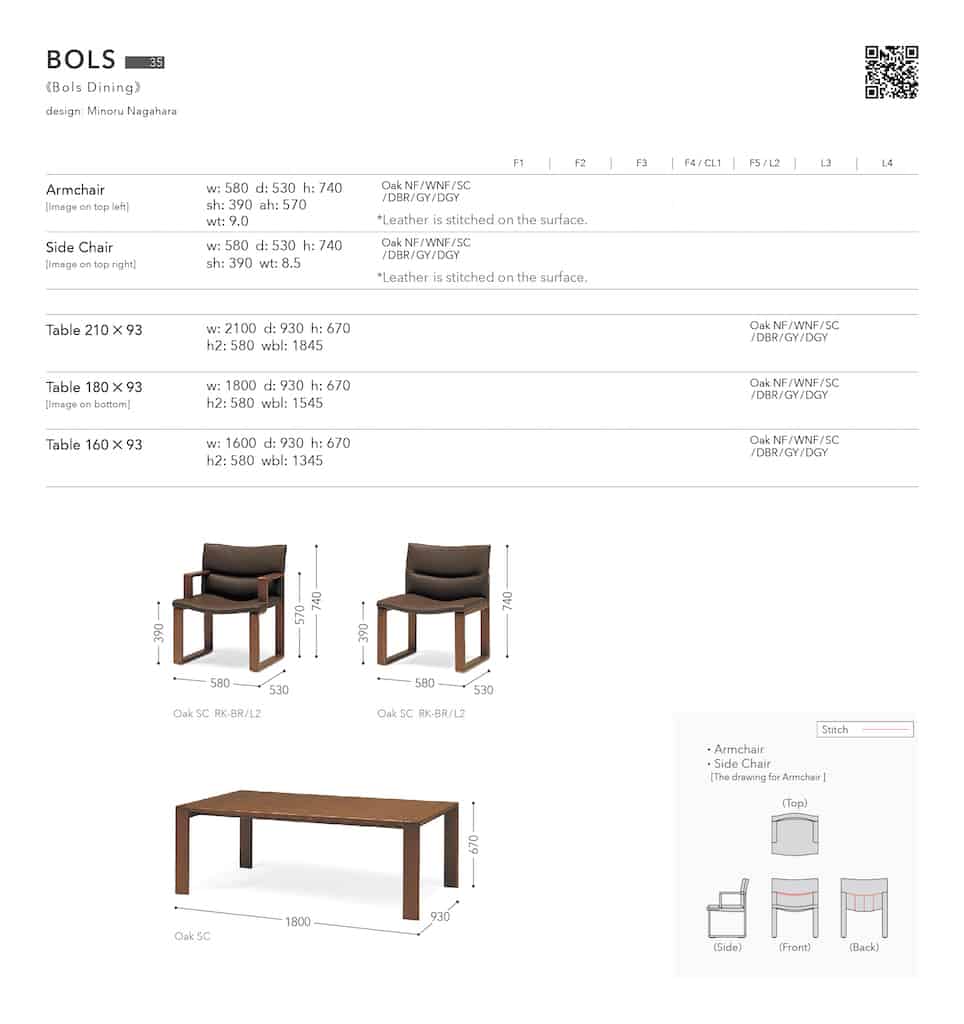 BOLS 35
《Bols Dining》
design: Minoru Nagahara
F1 F2 F3 F4 / CL1 F5 / L2 L3 L4
Armchair
[Image on top left]
w: 580 d: 530 h: 740
sh: 390 ah: 570
wt: 9.0
Oak NF/WNF/SC
/DBR/GY/DGY
*Leather is stitched on the surface.
Side Chair
[Image on top right]
w: 580 d: 530 h: 740
sh: 390 wt: 8.5
Oak NF/WNF/SC
/DBR/GY/DGY
*Leather is stitched on the surface.
Table 210 × 93
w: 2100 d: 930 h: 670
h2: 580 wbl: 1845
Oak NF/WNF/SC
/DBR/GY/DGY
Table 180 × 93
[Image on bottom]
w: 1800 d: 930 h: 670
h2: 580 wbl: 1545
Oak NF/WNF/SC
/DBR/GY/DGY
Table 160 × 93
w: 1600 d: 930 h: 670
h2: 580 wbl: 1345
Oak NF/WNF/SC
/DBR/GY/DGY
390
570
740
580
530
Oak SC RK-BR/L2
390
740
580
530
Oak SC RK-BR/L2
670
1800
930
Oak SC
Stitch
・Armchair
・Side Chair
[The drawing for Armchair ]
(Top)
(Side) (Front) (Back)